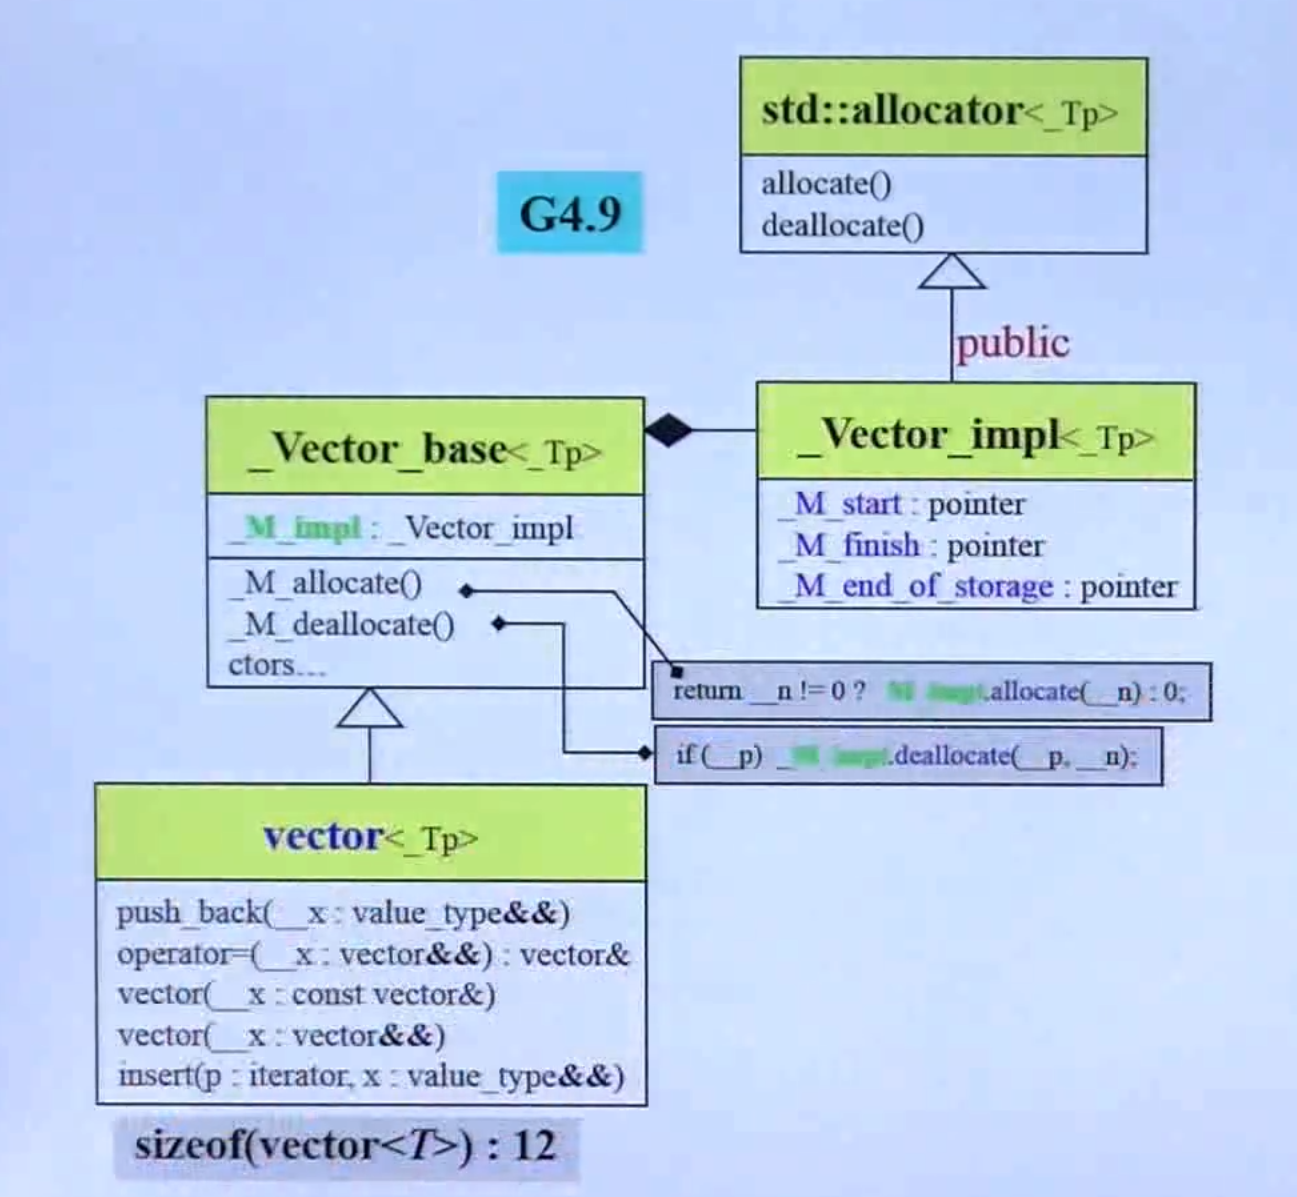 std::allocator<_Tp>
allocate()
deallocate()
G4.9
public
_Vector_base<_Tp>
_M_impl : _Vector_impl
_M_allocate()
_M_deallocate()
ctors...
_Vector_impl<_Tp>
_M_start : pointer
_M_finish : pointer
_M_end_of_storage : pointer
return __n != 0 ? _M_impl.allocate(__n) : 0;
if (__p) _M_impl.deallocate(__p, __n);
vector<_Tp>
push_back(__x : value_type&&)
operator=(__x : vector&&) : vector&
vector(__x : const vector&)
vector(__x : vector&&)
insert(p : iterator, x : value_type&&)
sizeof(vector<T>) : 12